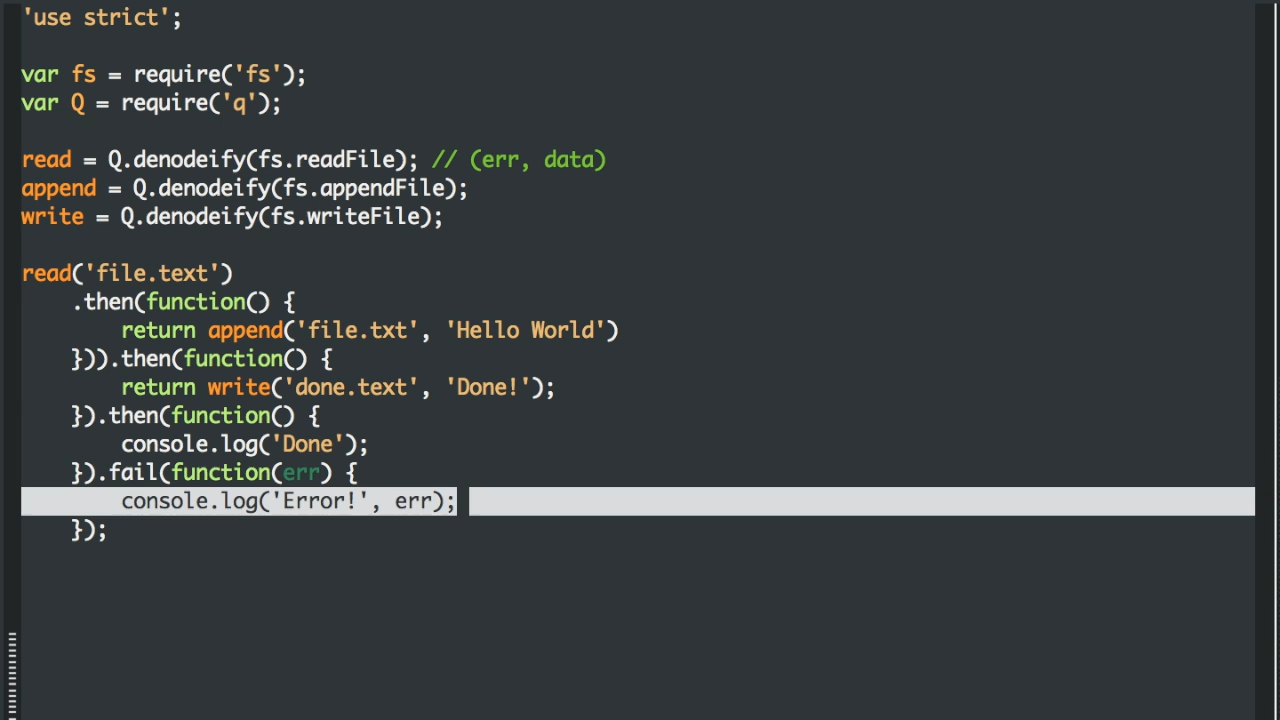 'use strict';
var fs = require('fs');
var Q = require('q');
read = Q.denodeify(fs.readFile); // (err, data)
append = Q.denodeify(fs.appendFile);
write = Q.denodeify(fs.writeFile);
read('file.text')
    .then(function() {
        return append('file.txt', 'Hello World')
    })).then(function() {
        return write('done.text', 'Done!');
    }).then(function() {
        console.log('Done');
    }).fail(function(err) {
        console.log('Error!', err);
    });